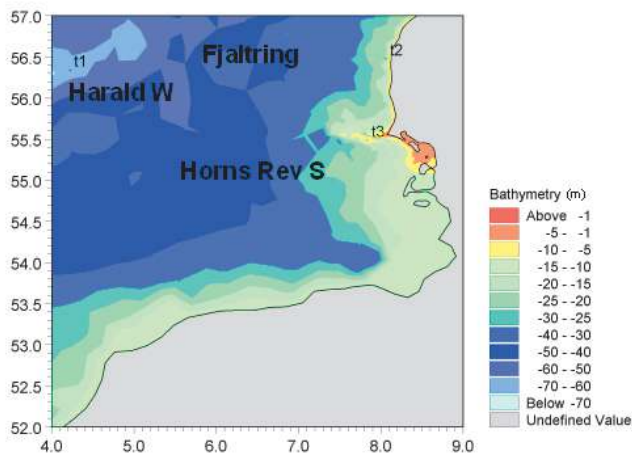 57.0
Fjaltring
t2
t1
56.0
Harald W
55.5
t3
55.0
Horns Rev S
54.5
54.0
53.5
53.0
52.5
52.0
4.0 5.0 6.0 7.0 8.0 9.0
Bathymetry (m)
Above -1
-5 - -1
-10 - -5
-15 - -10
-20 - -15
-25 - -20
-30 - -25
-40 - -30
-50 - -40
-60 - -50
-70 - -60
Below -70
Undefined Value